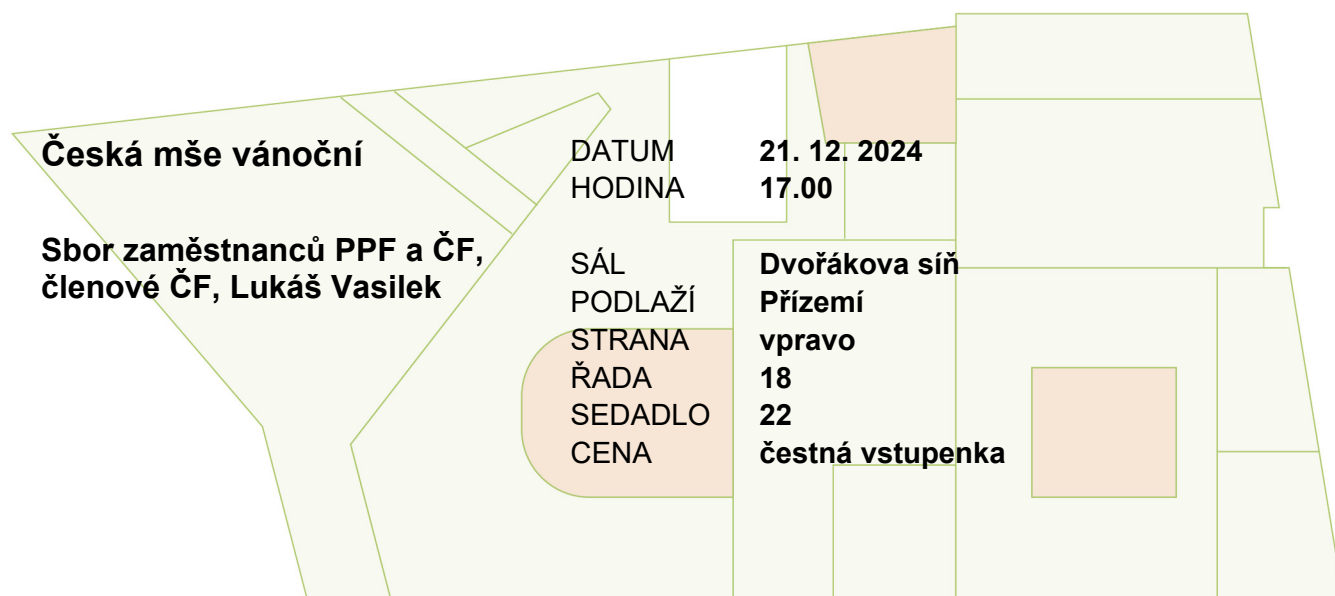 Česká mše vánoční
Sbor zaměstnanců PPF a ČF,
členové ČF, Lukáš Vasilek
DATUM 21. 12. 2024
HODINA 17.00
SÁL Dvořákova síň
PODLAŽÍ Přízemí
STRANA vpravo
ŘADA 18
SEDADLO 22
CENA čestná vstupenka